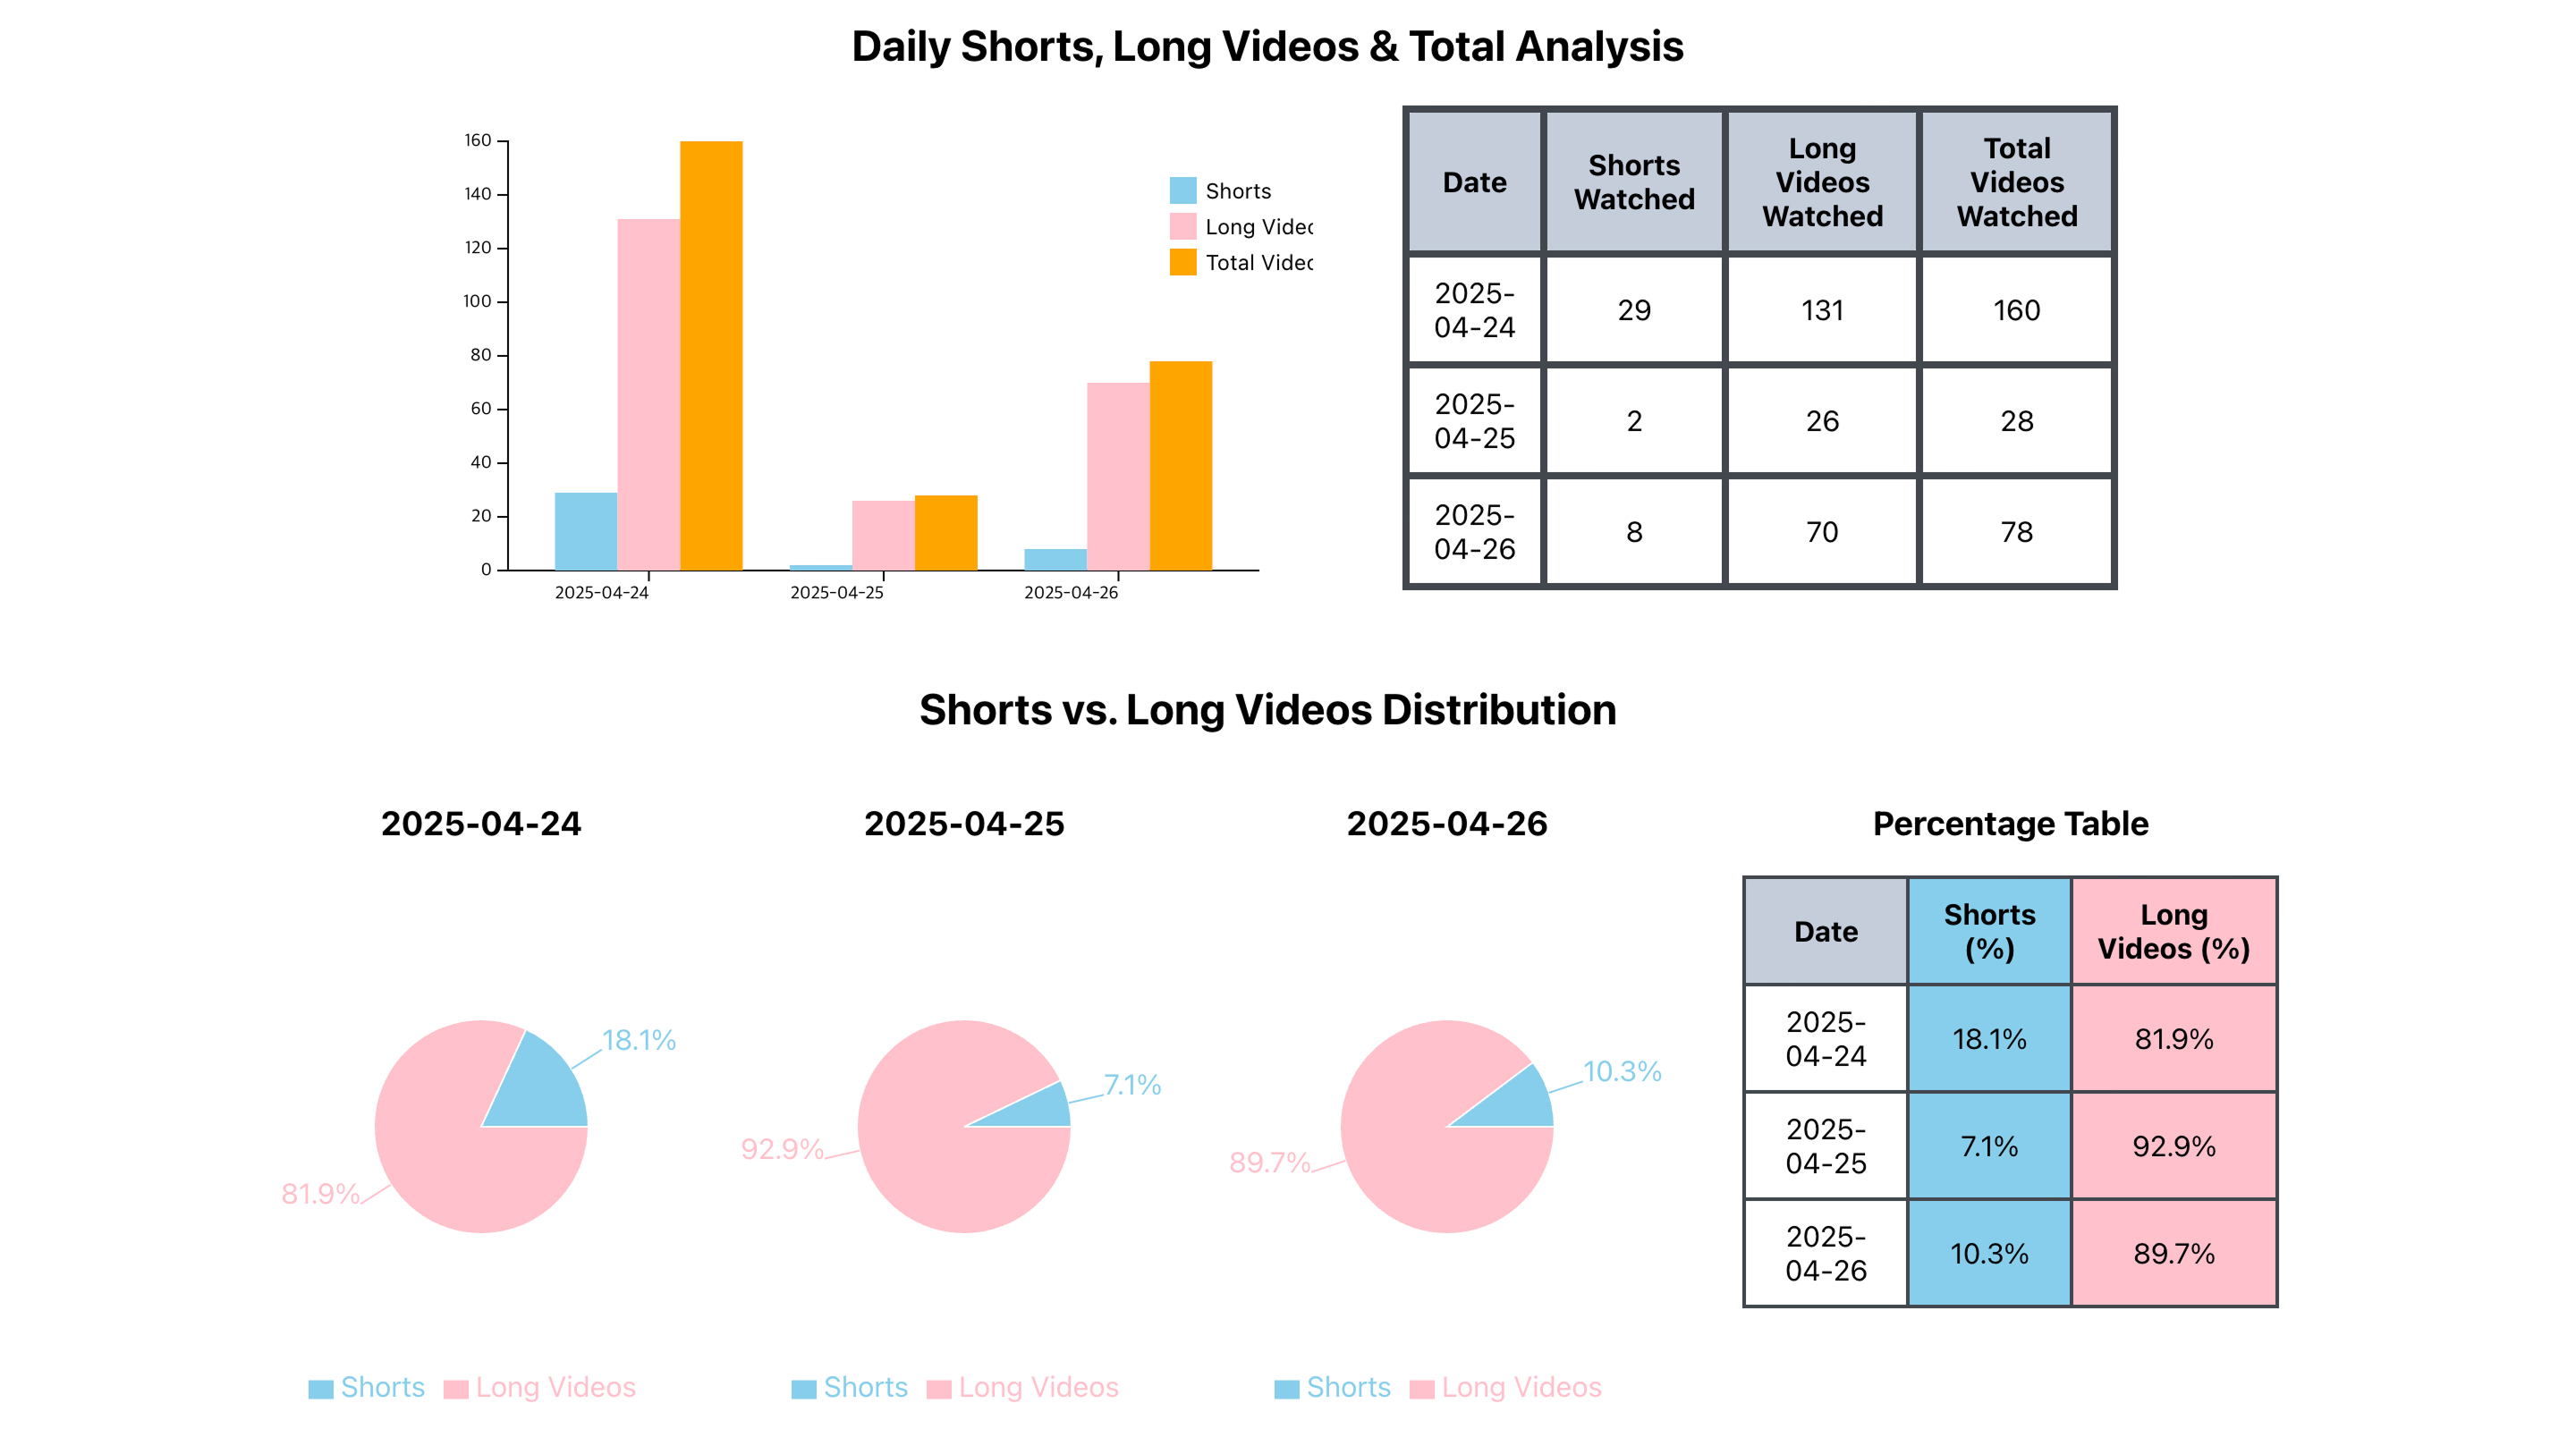 Daily Shorts, Long Videos & Total Analysis
160
140
120
100
80
60
40
20
0
2025-04-24
2025-04-25
2025-04-26
Shorts
Long Videc
Total Videc
Date
Shorts
Watched
Long
Videos
Watched
Total
Videos
Watched
2025-
04-24
29
131
160
2025-
04-25
2
26
28
2025-
04-26
8
70
78
Shorts vs. Long Videos Distribution
2025-04-24
18.1%
81.9%
Shorts
Long Videos
2025-04-25
7.1%
92.9%
Shorts
Long Videos
2025-04-26
10.3%
89.7%
Shorts
Long Videos
Percentage Table
Date
Shorts
(%)
Long
Videos (%)
2025-
04-24
18.1%
81.9%
2025-
04-25
7.1%
92.9%
2025-
04-26
10.3%
89.7%